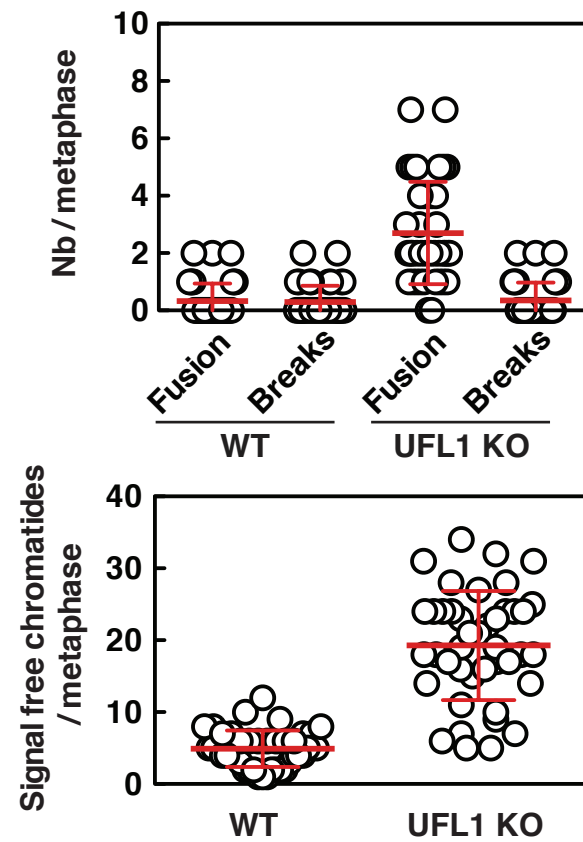 Nb / metaphase
10
8
6
4
2
0
Fusion
Breaks
Fusion
Breaks
WT
UFL1 KO
Signal free chromatides
/ metaphase
40
30
20
10
0
WT
UFL1 KO